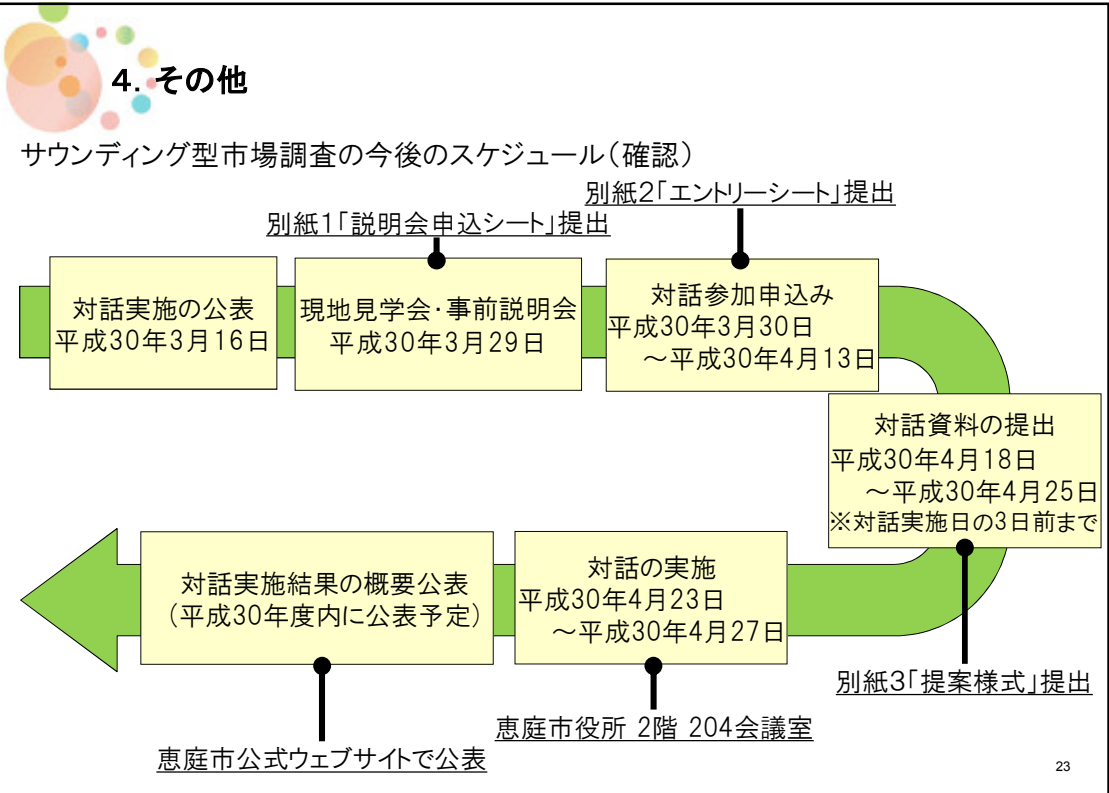 4. その他
サウンディング型市場調査の今後のスケジュール(確認)
別紙2「エントリーシート」提出
別紙1「説明会申込シート」提出
対話実施の公表
平成30年3月16日
現地見学会・事前説明会
平成30年3月29日
対話参加申込み
平成30年3月30日
～平成30年4月13日
対話資料の提出
平成30年4月18日
～平成30年4月25日
※対話実施日の3日前まで
別紙3「提案様式」提出
対話の実施
平成30年4月23日
～平成30年4月27日
恵庭市役所 2階 204会議室
対話実施結果の概要公表
(平成30年度内に公表予定)
恵庭市公式ウェブサイトで公表
23